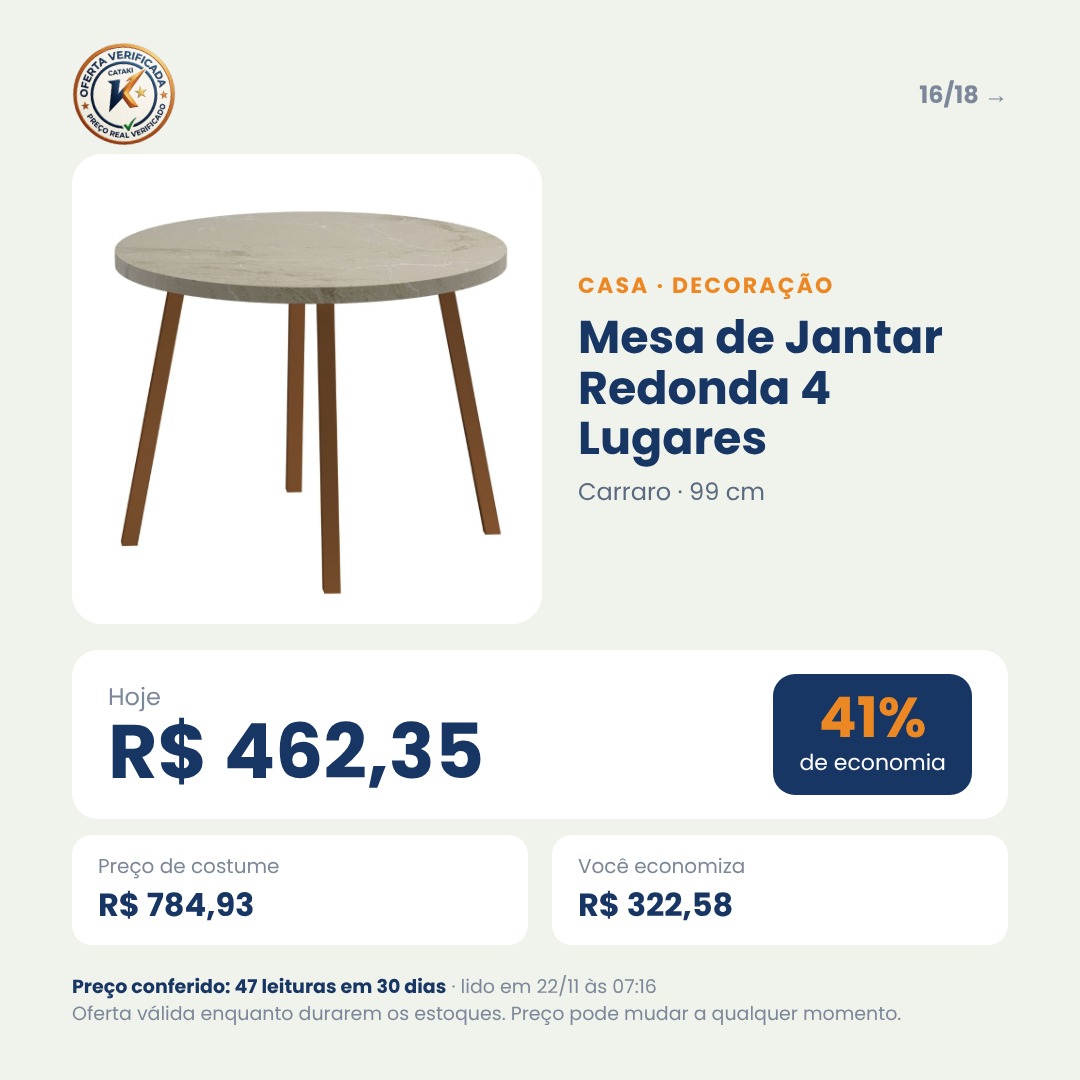 OFERTA VERIFICADA
CATAKI
K
PREÇO REAL VERIFICADO
16/18 →
CASA · DECORAÇÃO
Mesa de Jantar
Redonda 4
Lugares
Carraro · 99 cm
Hoje
R$ 462,35
41%
de economia
Preço de costume
R$ 784,93
Você economiza
R$ 322,58
Preço conferido: 47 leituras em 30 dias · lido em 22/11 às 07:16
Oferta válida enquanto durarem os estoques. Preço pode mudar a qualquer momento.